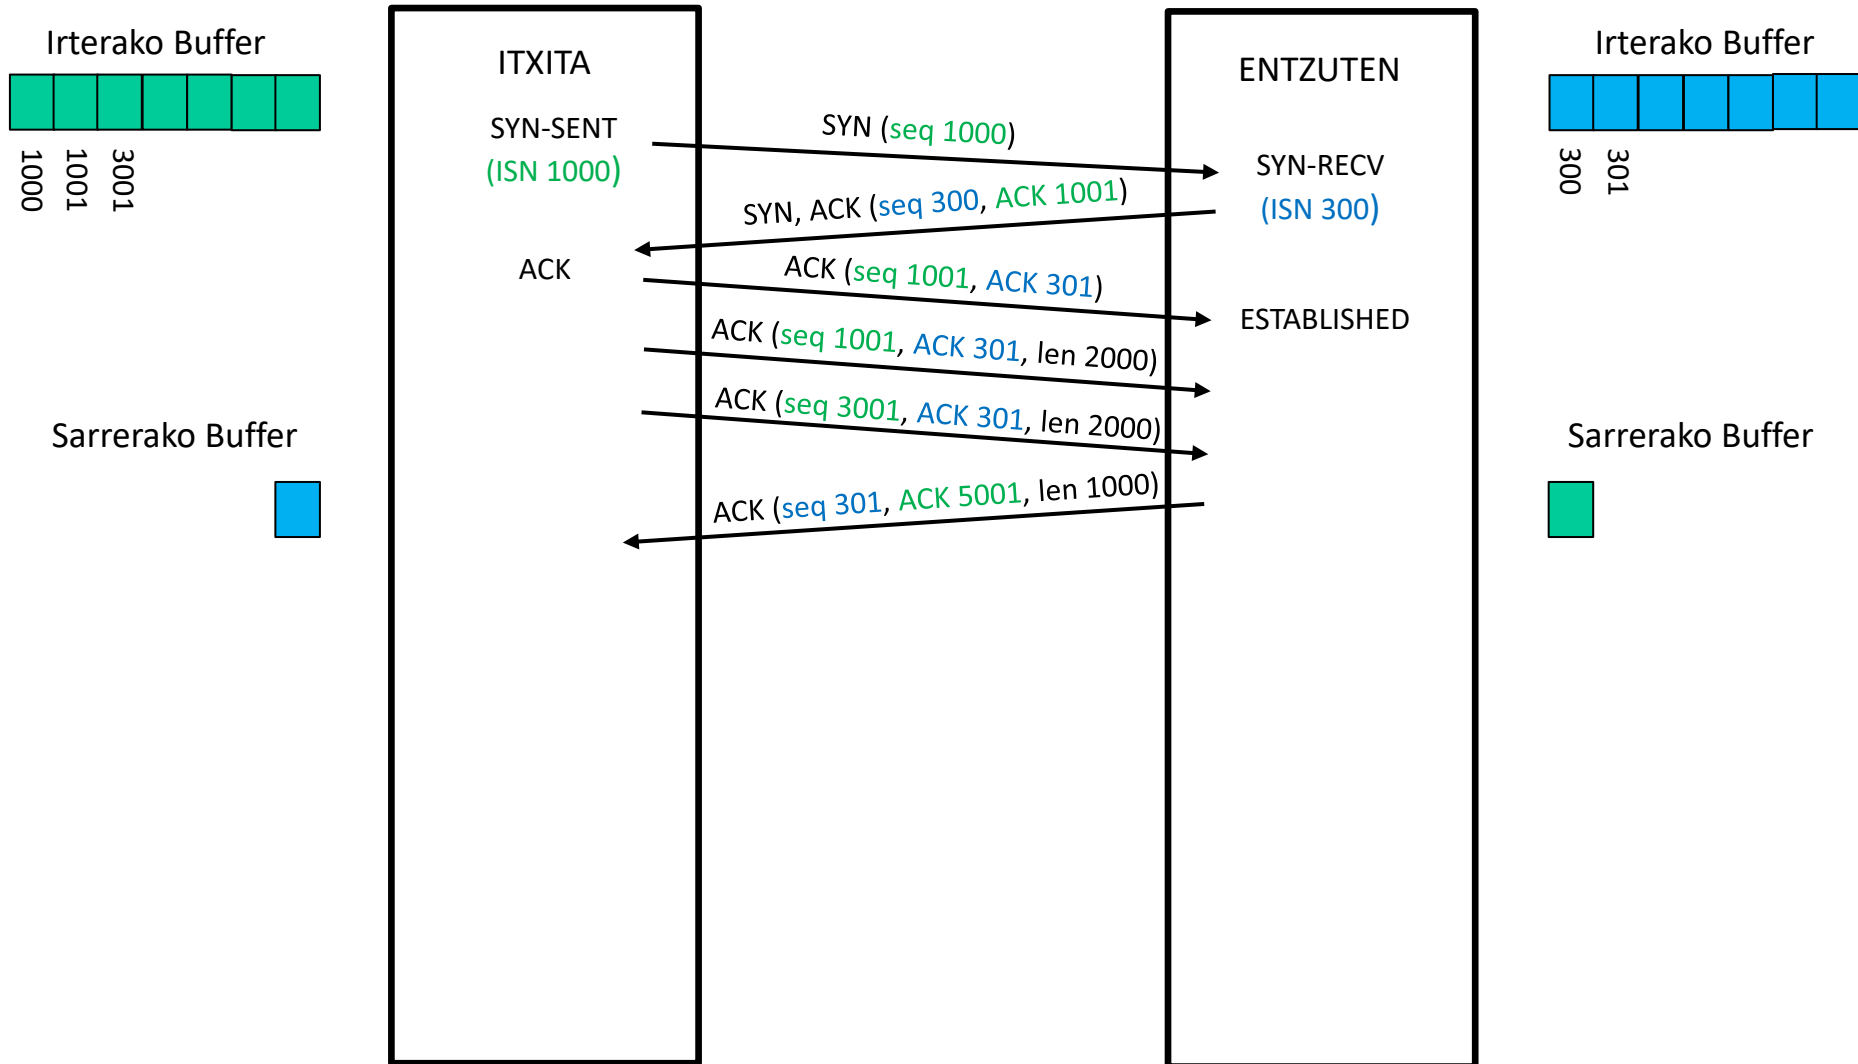 Irterako Buffer
1000
1001
3001
Sarrerako Buffer
ITXITA
SYN-SENT
(ISN 1000)
ACK
SYN (seq 1000)
SYN, ACK (seq 300, ACK 1001)
ACK (seq 1001, ACK 301)
ACK (seq 1001, ACK 301, len 2000)
ACK (seq 3001, ACK 301, len 2000)
ACK (seq 301, ACK 5001, len 1000)
ENTZUTEN
SYN-RECV
(ISN 300)
ESTABLISHED
Irterako Buffer
300
301
Sarrerako Buffer